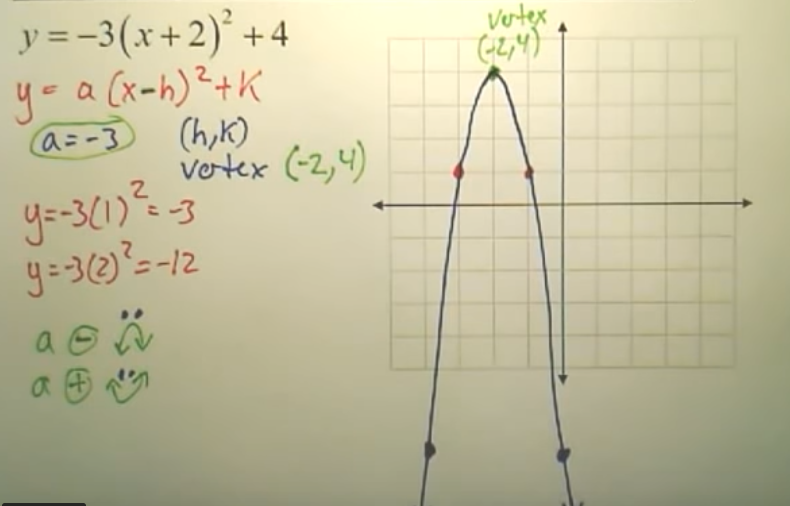 y = −3(x + 2)² + 4
y = a (x-h)² + K
a = -3
(h,K)
vertex (-2,4)
y = -3(1)² = -3
y = -3(2)² = -12
a ⊖
a ⊕
vertex
(-2,4)